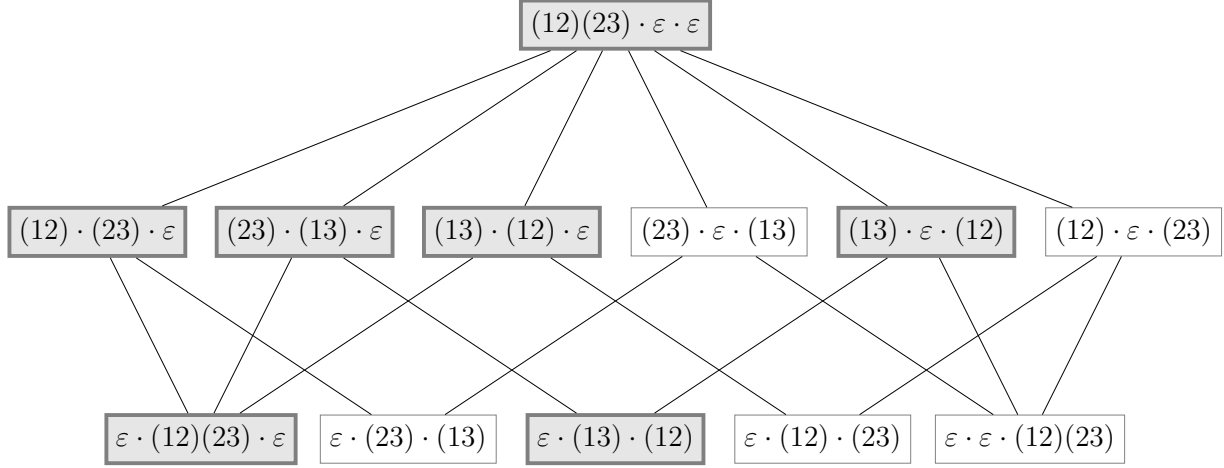 (12)(23) · ε · ε
(12) · (23) · ε
(23) · (13) · ε
(13) · (12) · ε
(23) · ε · (13)
(13) · ε · (12)
(12) · ε · (23)
ε · (12)(23) · ε
ε · (23) · (13)
ε · (13) · (12)
ε · (12) · (23)
ε · ε · (12)(23)